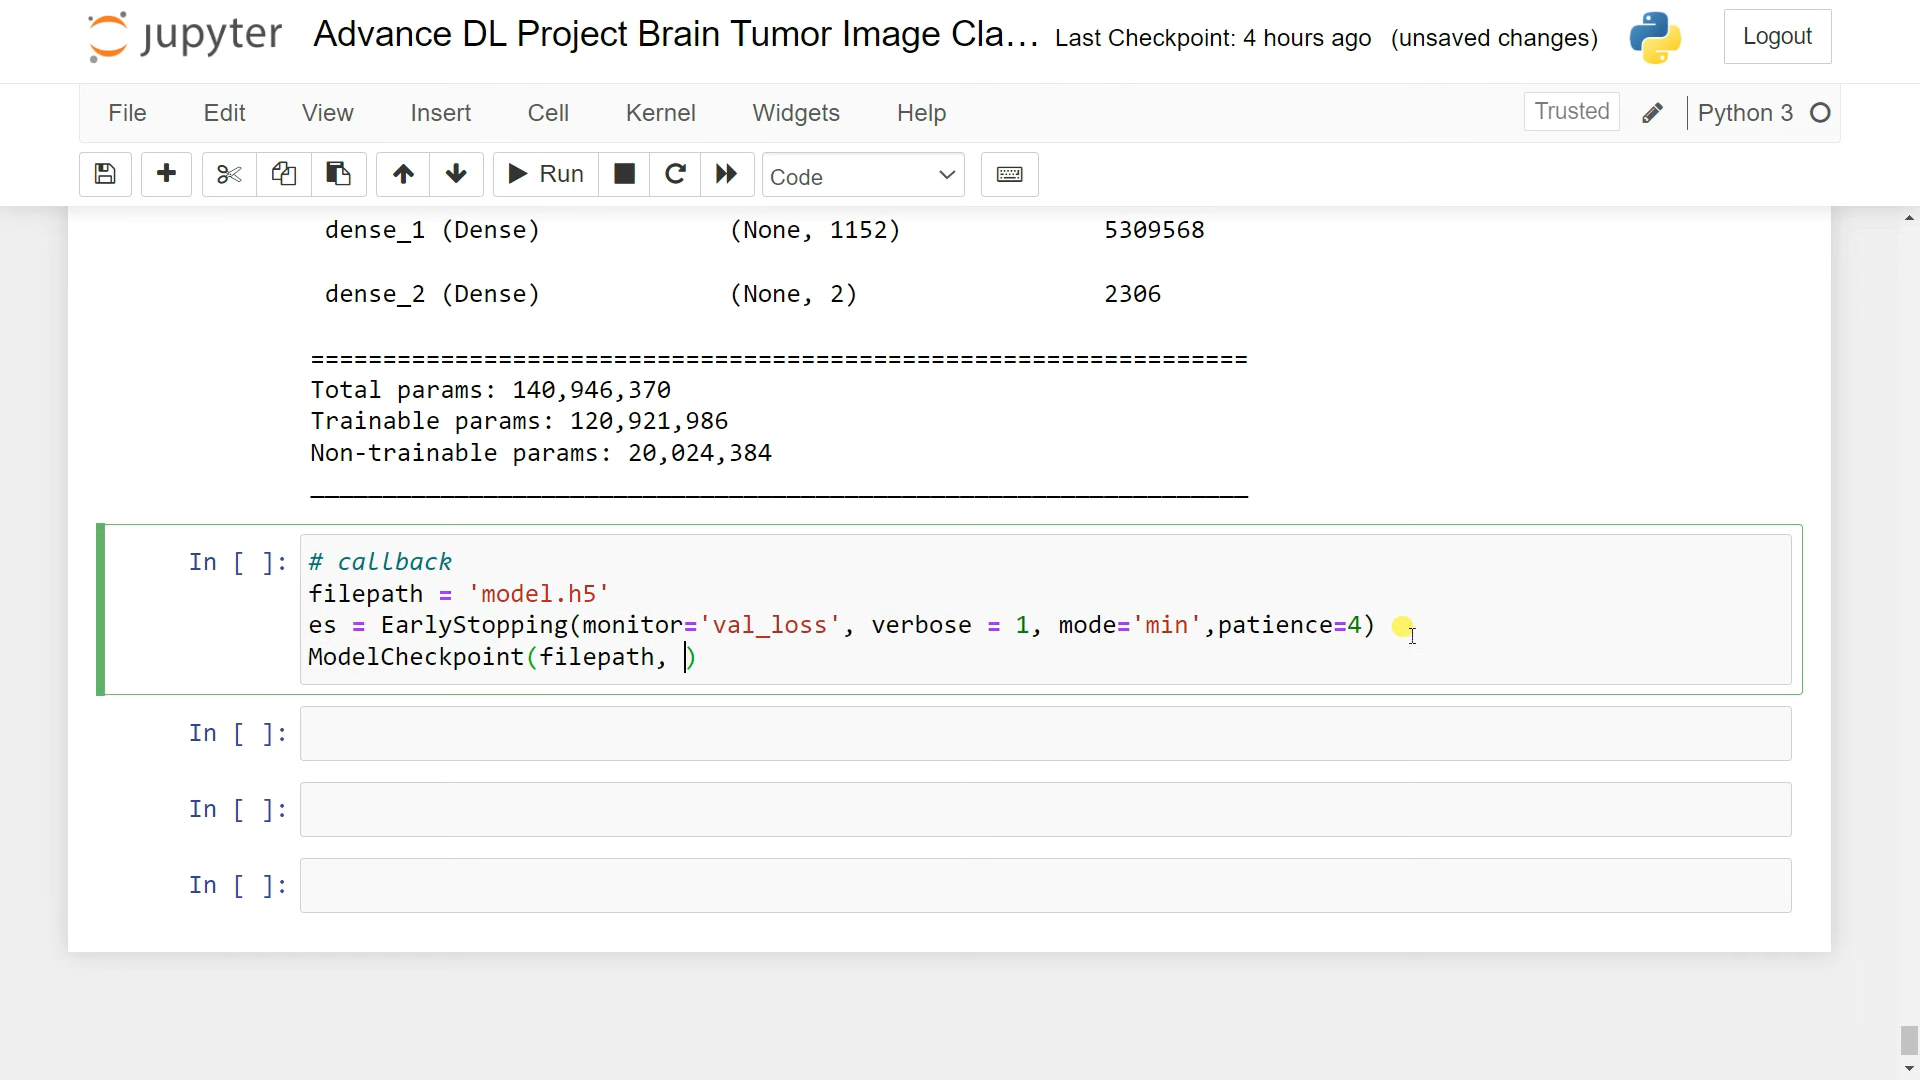 jupyter Advance DL Project Brain Tumor Image Cla... Last Checkpoint: 4 hours ago (unsaved changes) Logout
File Edit View Insert Cell Kernel Widgets Help Trusted Python 3
Run Code
dense_1 (Dense) (None, 1152) 5309568
dense_2 (Dense) (None, 2) 2306
=================================================================
Total params: 140,946,370
Trainable params: 120,921,986
Non-trainable params: 20,024,384
_________________________________________________________________
In [ ]: # callback
filepath = 'model.h5'
es = EarlyStopping(monitor='val_loss', verbose = 1, mode='min',patience=4)
ModelCheckpoint(filepath, )
In [ ]:
In [ ]:
In [ ]: